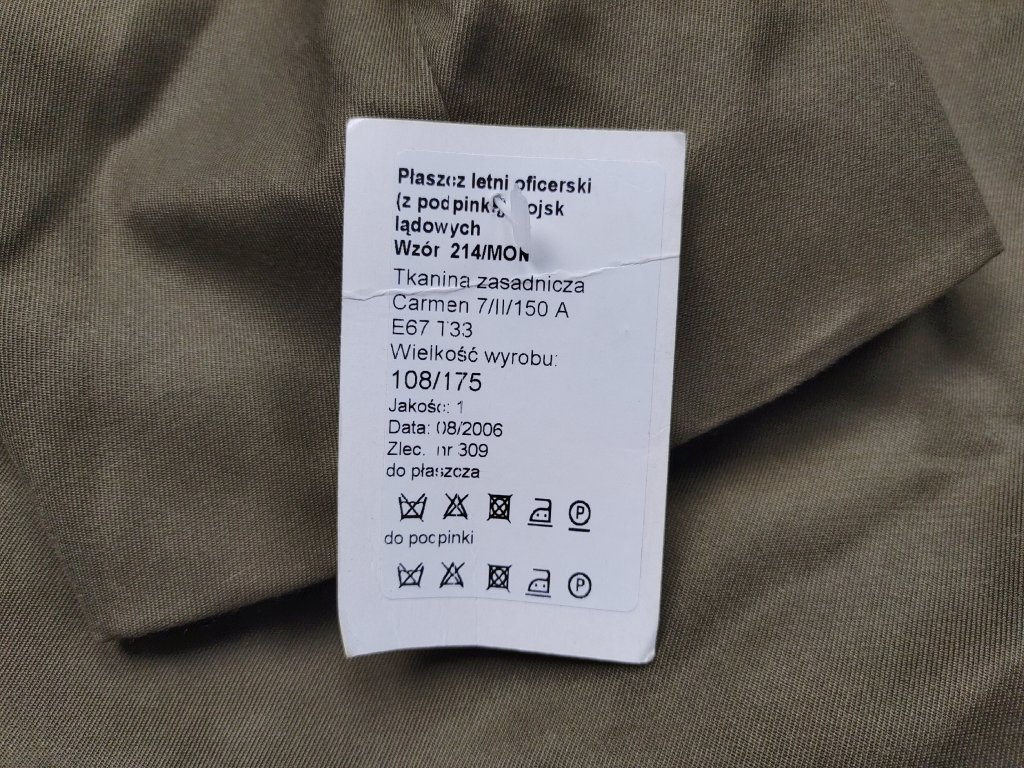 Płaszcz letni oficerski
(z podpinką) wojsk
lądowych
Wzór 214/MON
Tkanina zasadnicza
Carmen 7/II/150 A
E67 T33
Wielkość wyrobu:
108/175
Jakość: 1
Data: 08/2006
Zlec. nr 309
do płaszcza
P
do podpinki
P